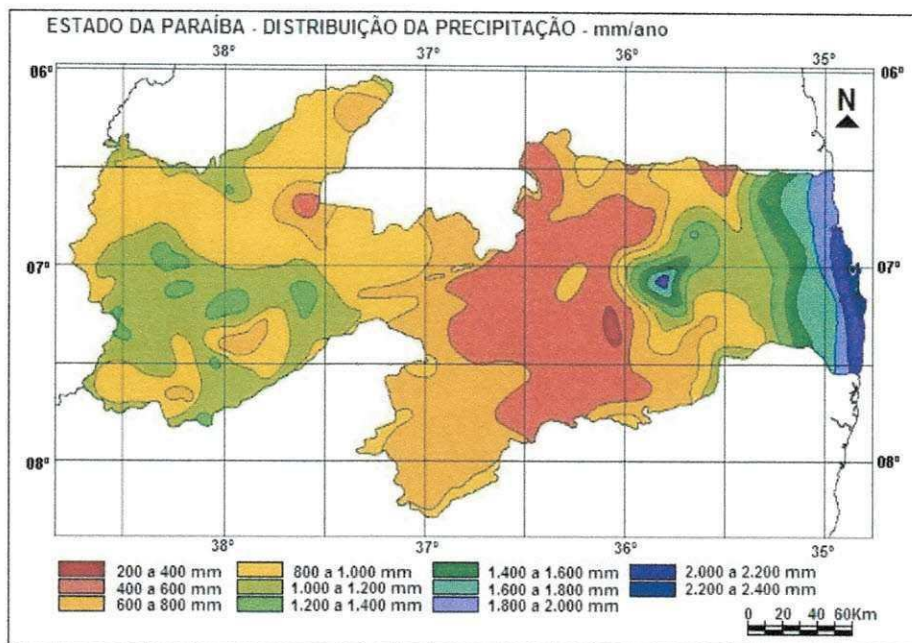 ESTADO DA PARAÍBA - DISTRIBUIÇÃO DA PRECIPITAÇÃO - mm/ano
38° 37° 36° 35°
06° 06°
N
07° 07°
08° 08°
38° 37° 36° 35°
200 a 400 mm 800 a 1.000 mm 1.400 a 1.600 mm 2.000 a 2.200 mm
400 a 600 mm 1.000 a 1.200 mm 1.600 a 1.800 mm 2.200 a 2.400 mm
600 a 800 mm 1.200 a 1.400 mm 1.800 a 2.000 mm
0 20 40 60Km